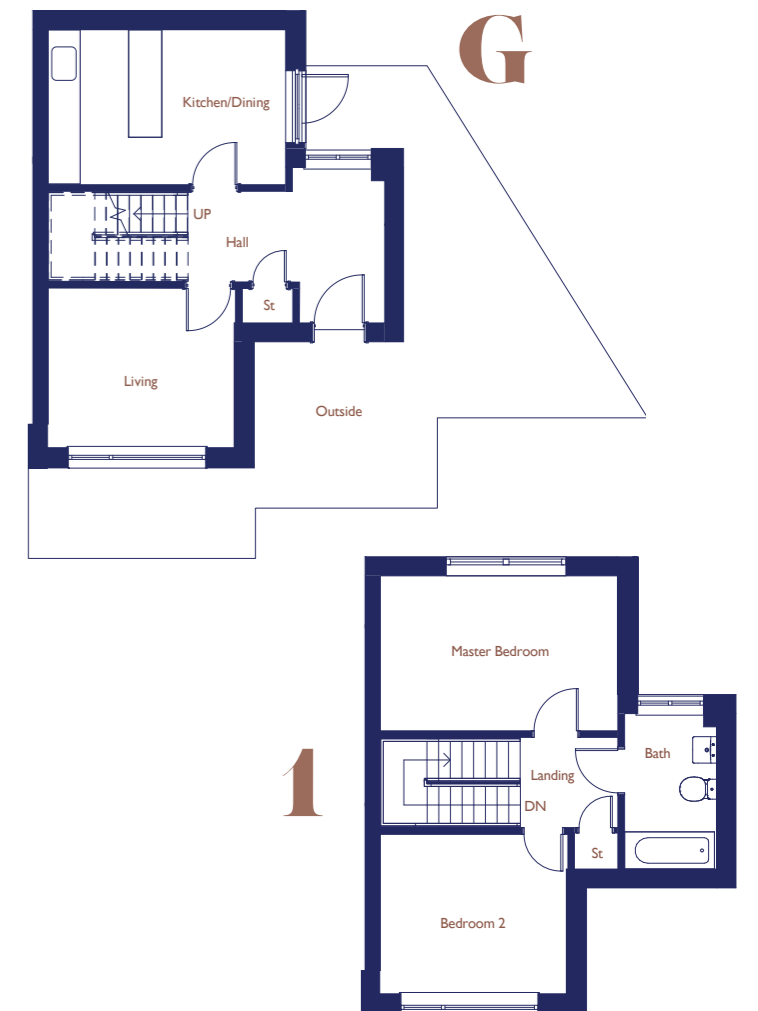 G
Kitchen/Dining
UP
Hall
St
Living
Outside
1
Master Bedroom
Bath
Landing
DN
St
Bedroom 2